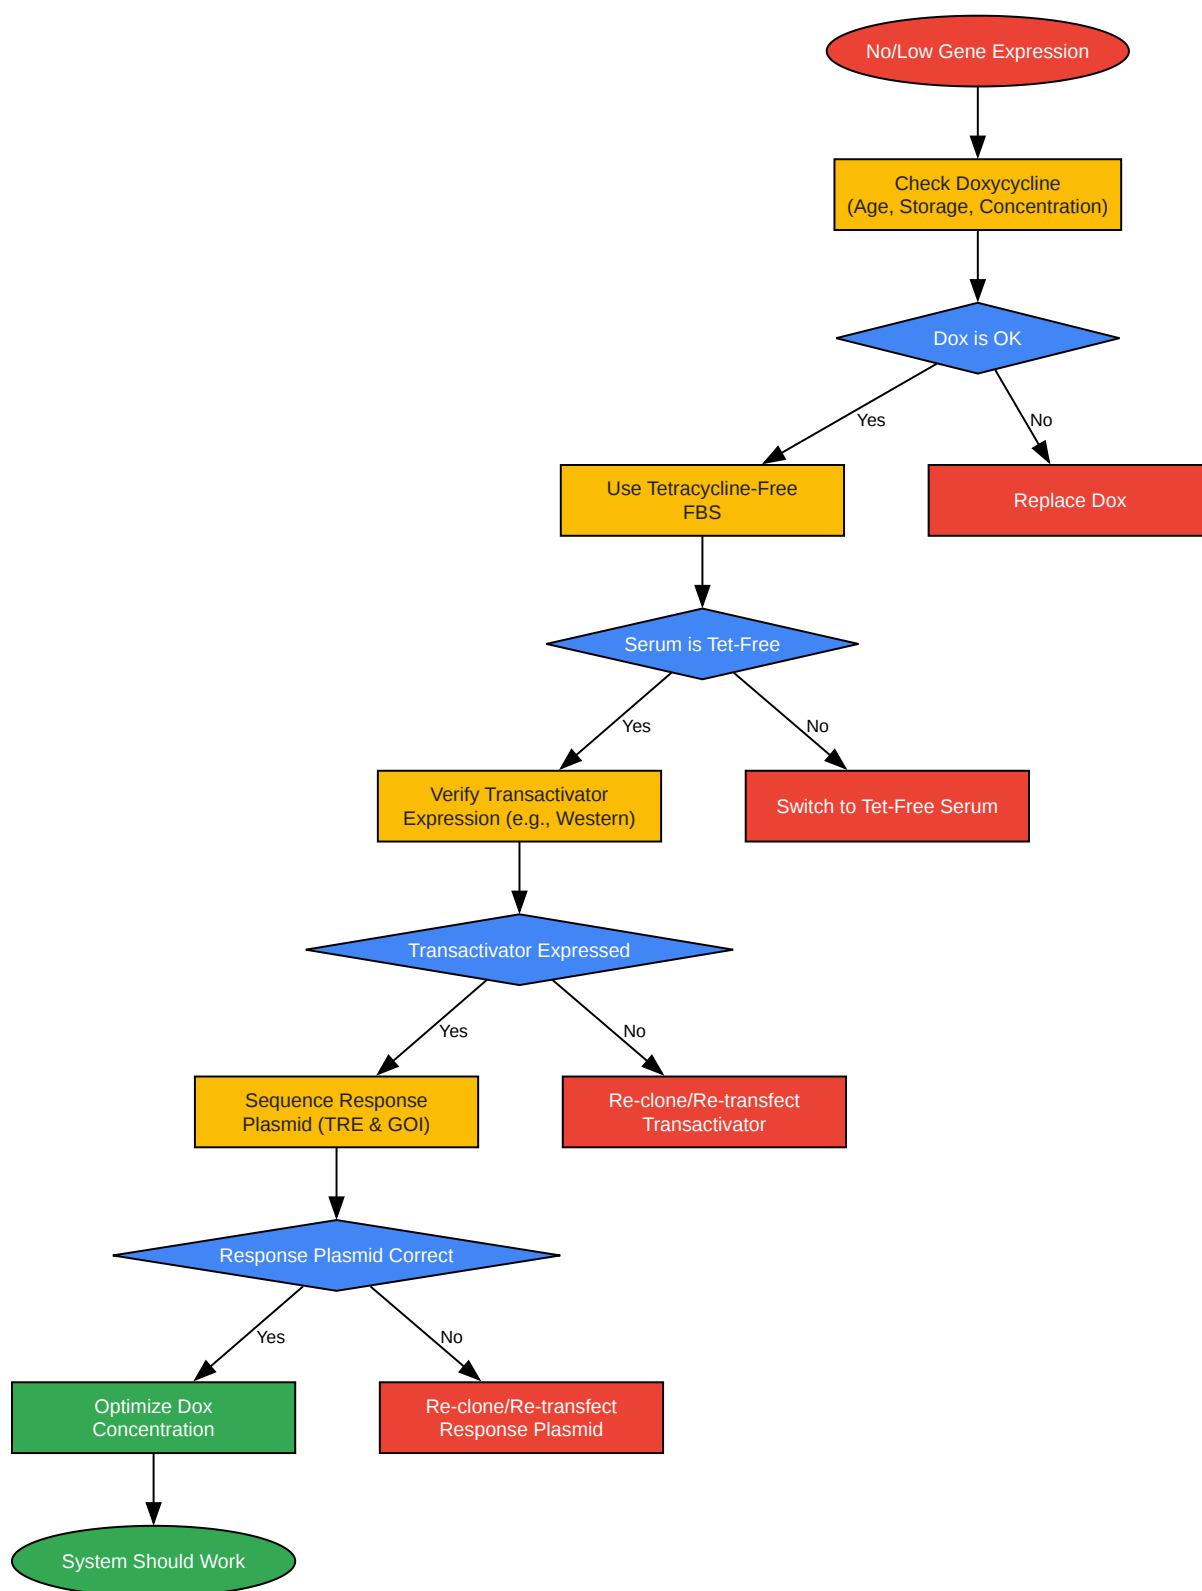 No/Low Gene Expression
Check Doxycycline
(Age, Storage, Concentration)
Dox is OK
Yes
No
Use Tetracycline-Free
FBS
Replace Dox
Serum is Tet-Free
Yes
No
Verify Transactivator
Expression (e.g., Western)
Switch to Tet-Free Serum
Transactivator Expressed
Yes
No
Sequence Response
Plasmid (TRE & GOI)
Re-clone/Re-transfect
Transactivator
Response Plasmid Correct
Yes
No
Optimize Dox
Concentration
Re-clone/Re-transfect
Response Plasmid
System Should Work